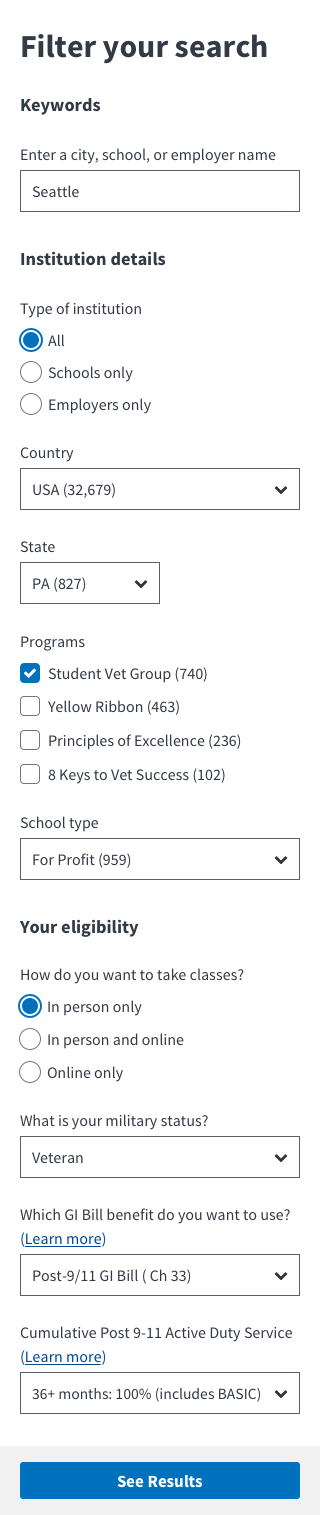 Filter your search
Keywords
Enter a city, school, or employer name
Seattle
Institution details
Type of institution
All
Schools only
Employers only
Country
USA (32,679)
State
PA (827)
Programs
Student Vet Group (740)
Yellow Ribbon (463)
Principles of Excellence (236)
8 Keys to Vet Success (102)
School type
For Profit (959)
Your eligibility
How do you want to take classes?
In person only
In person and online
Online only
What is your military status?
Veteran
Which GI Bill benefit do you want to use?
(Learn more)
Post-9/11 GI Bill ( Ch 33)
Cumulative Post 9-11 Active Duty Service
(Learn more)
36+ months: 100% (includes BASIC)
See Results